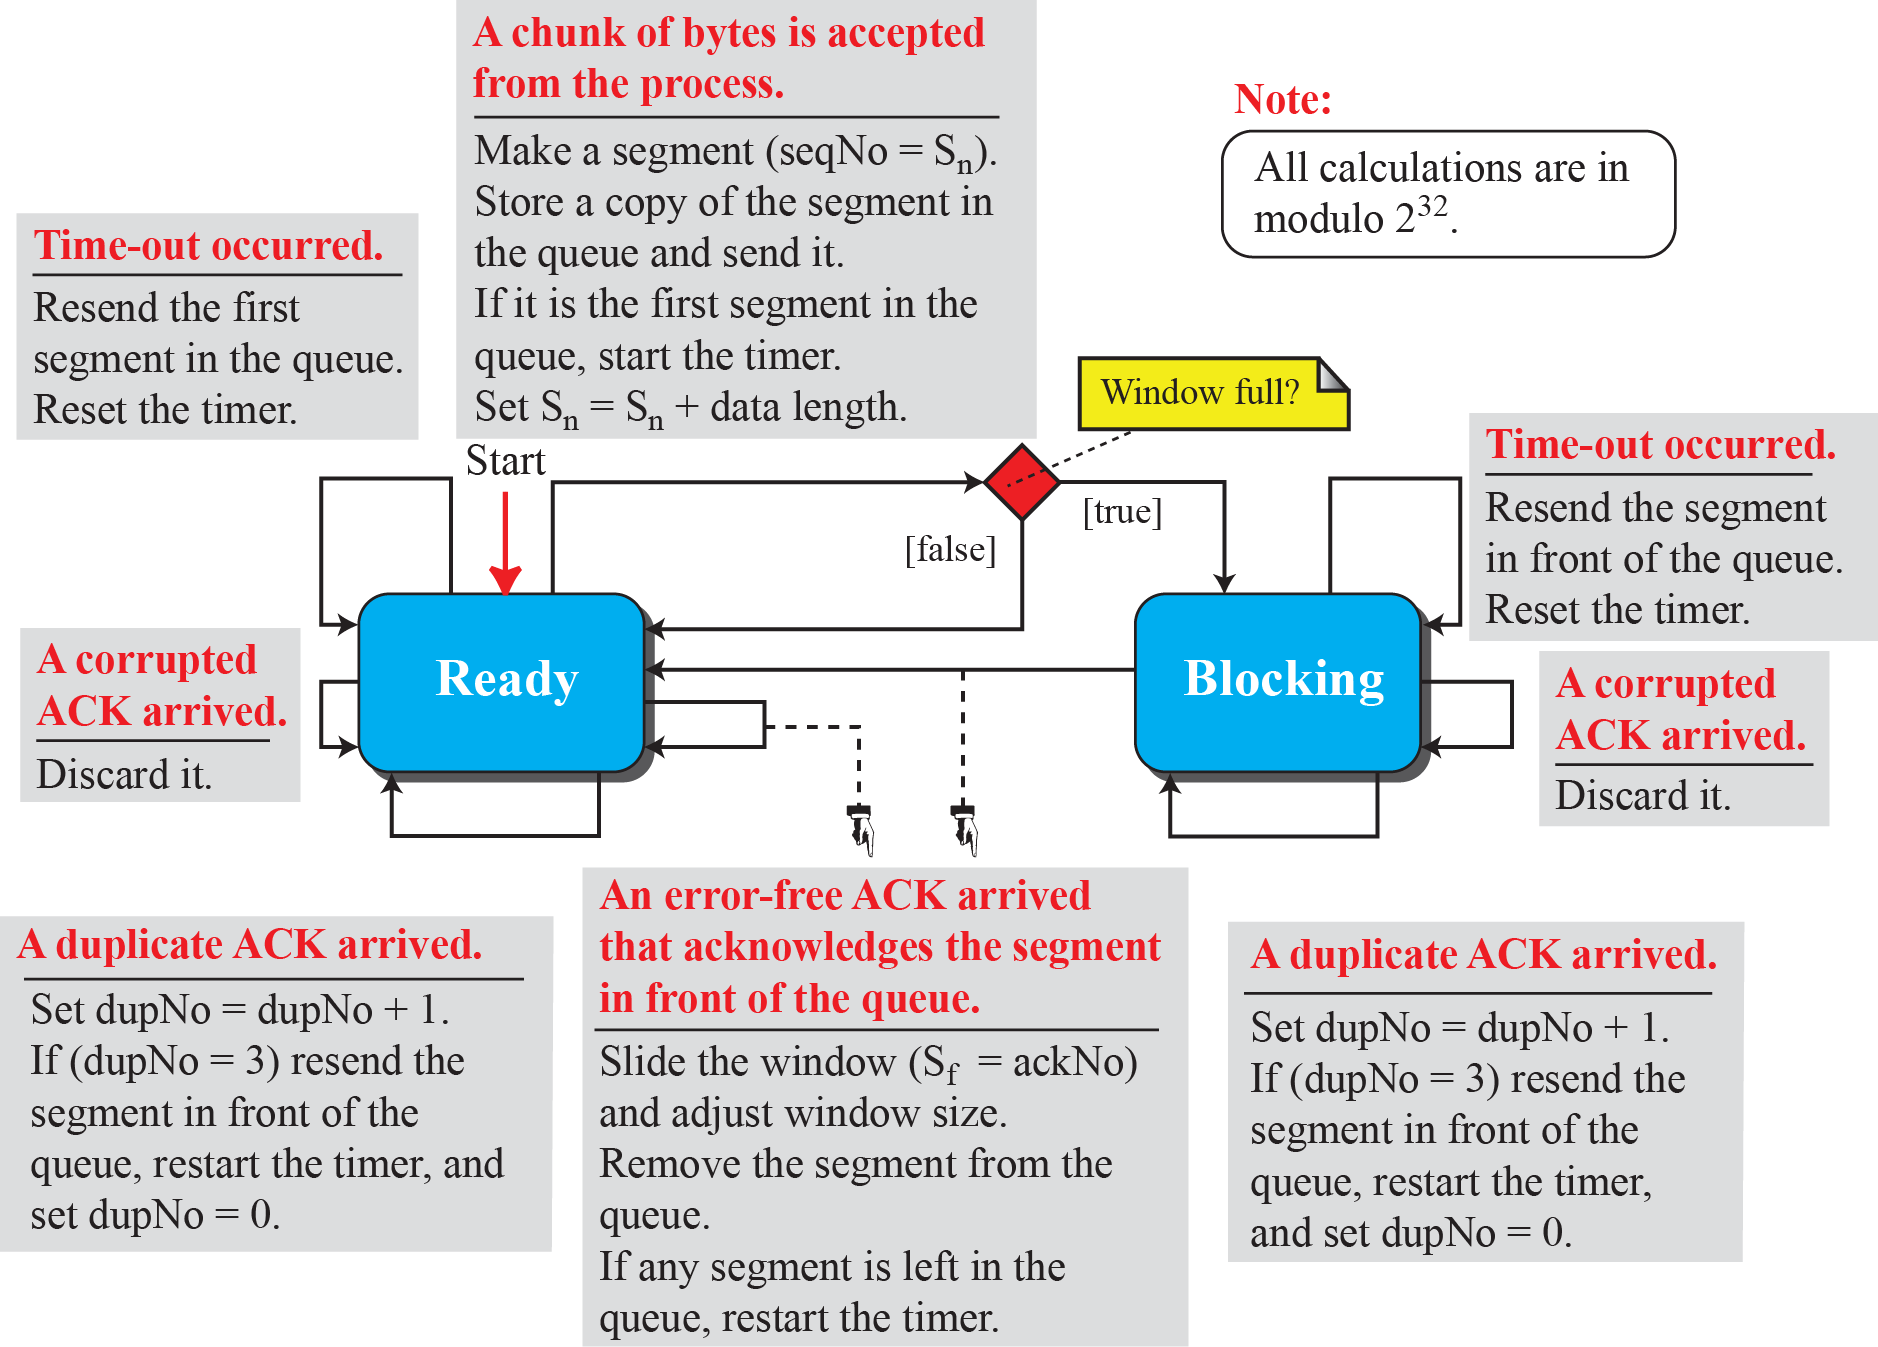 A chunk of bytes is accepted
from the process.
Make a segment (seqNo = Sn).
Store a copy of the segment in
the queue and send it.
If it is the first segment in the
queue, start the timer.
Set Sn = Sn + data length.
Note:
All calculations are in
modulo 2^32.
Time-out occurred.
Resend the first
segment in the queue.
Reset the timer.
Start
Window full?
[true]
[false]
Time-out occurred.
Resend the segment
in front of the queue.
Reset the timer.
A corrupted
ACK arrived.
Discard it.
Ready
Blocking
A corrupted
ACK arrived.
Discard it.
A duplicate ACK arrived.
Set dupNo = dupNo + 1.
If (dupNo = 3) resend the
segment in front of the
queue, restart the timer, and
set dupNo = 0.
An error-free ACK arrived
that acknowledges the segment
in front of the queue.
Slide the window (Sf = ackNo)
and adjust window size.
Remove the segment from the
queue.
If any segment is left in the
queue, restart the timer.
A duplicate ACK arrived.
Set dupNo = dupNo + 1.
If (dupNo = 3) resend the
segment in front of the
queue, restart the timer,
and set dupNo = 0.